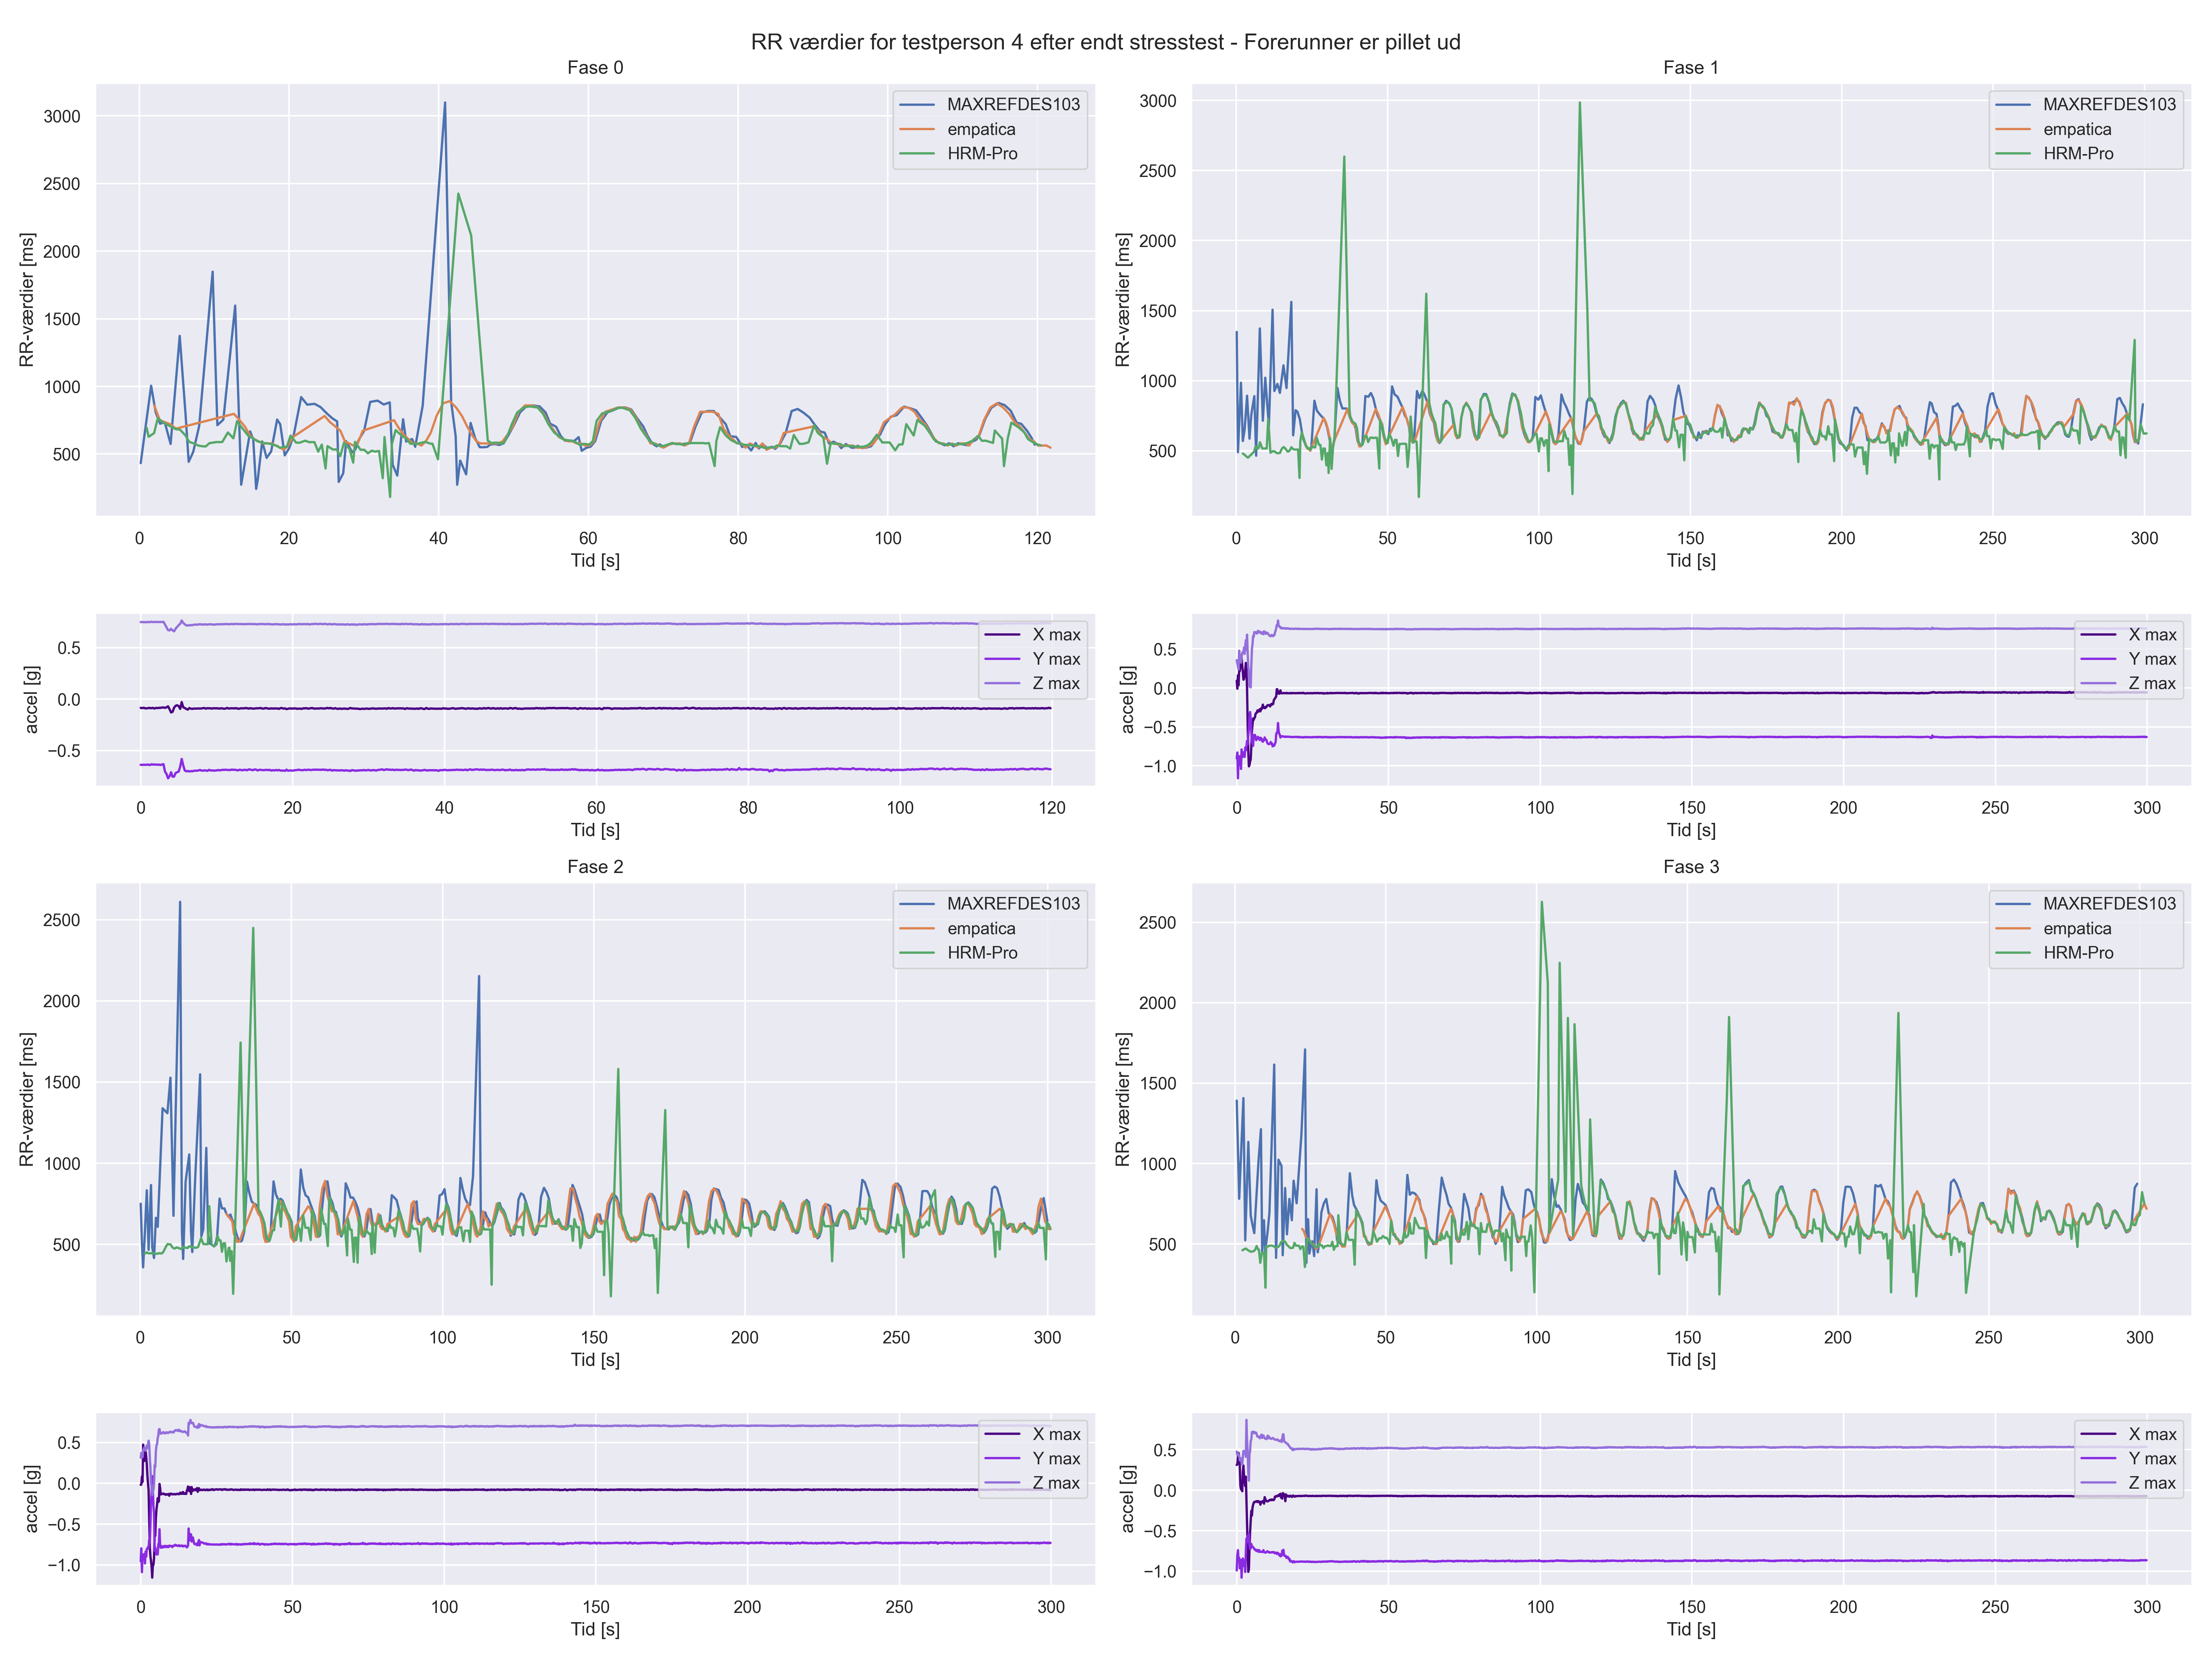 RR værdier for testperson 4 efter endt stresstest - Forerunner er pillet ud
Fase 0
RR-værdier [ms]
3000
2500
2000
1500
1000
500
MAXREFDES103
empatica
HRM-Pro
0 20 40 60 80 100 120
Tid [s]
Fase 1
RR-værdier [ms]
3000
2500
2000
1500
1000
500
MAXREFDES103
empatica
HRM-Pro
0 50 100 150 200 250 300
Tid [s]
accel [g]
0.5
0.0
−0.5
X max
Y max
Z max
0 20 40 60 80 100 120
Tid [s]
accel [g]
0.5
0.0
−0.5
−1.0
X max
Y max
Z max
0 50 100 150 200 250 300
Tid [s]
Fase 2
RR-værdier [ms]
2500
2000
1500
1000
500
MAXREFDES103
empatica
HRM-Pro
0 50 100 150 200 250 300
Tid [s]
Fase 3
RR-værdier [ms]
2500
2000
1500
1000
500
MAXREFDES103
empatica
HRM-Pro
0 50 100 150 200 250 300
Tid [s]
accel [g]
0.5
0.0
−0.5
−1.0
X max
Y max
Z max
0 50 100 150 200 250 300
Tid [s]
accel [g]
0.5
0.0
−0.5
−1.0
X max
Y max
Z max
0 50 100 150 200 250 300
Tid [s]